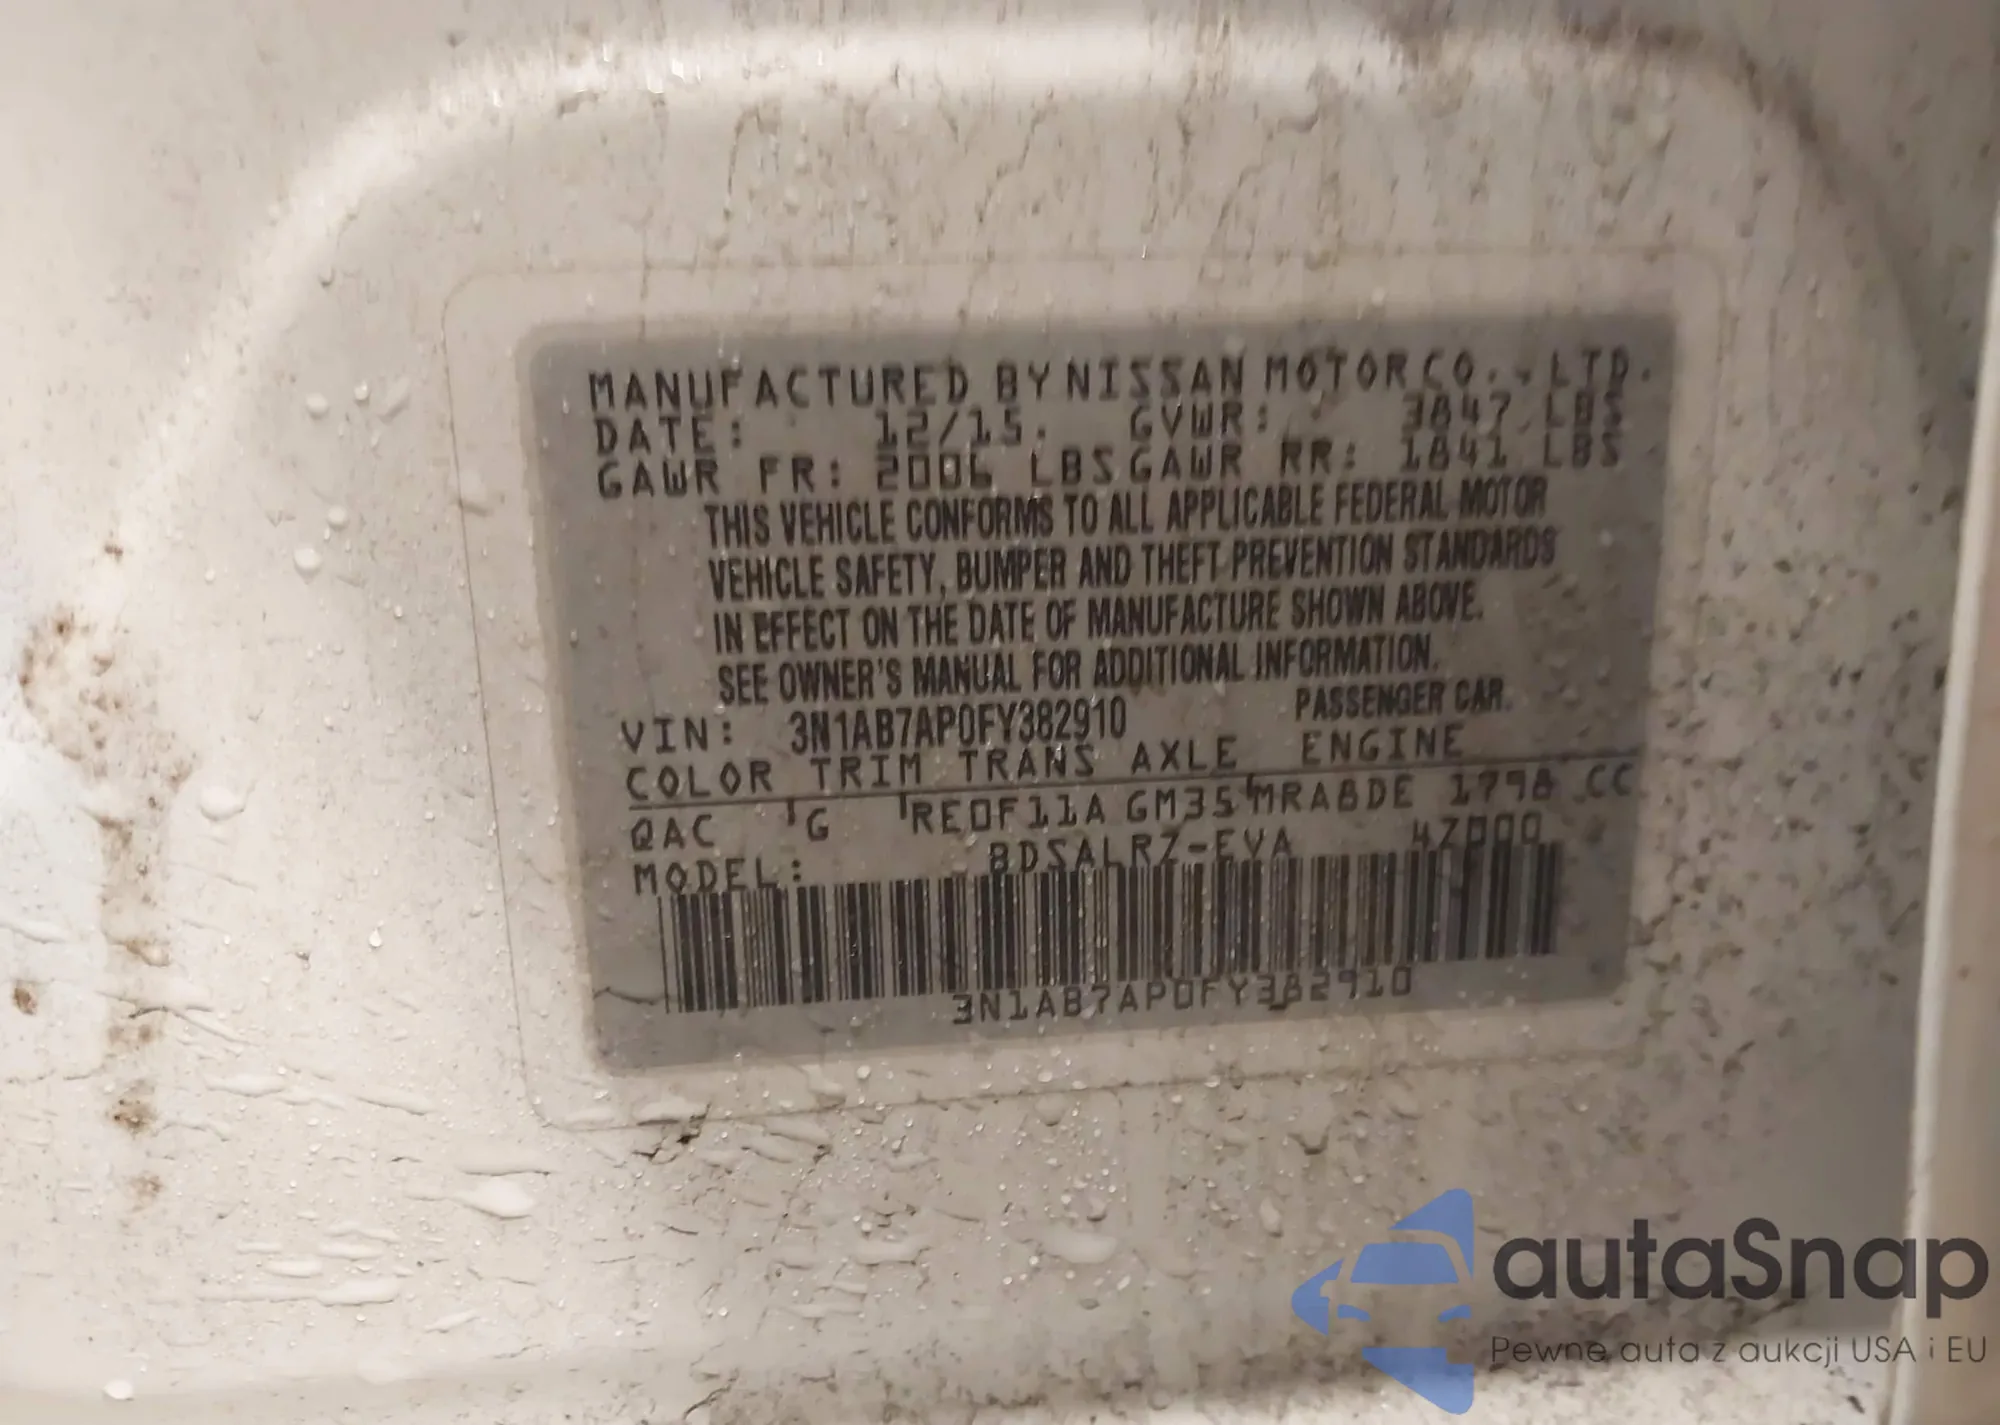 MANUFACTURED BY NISSAN MOTOR CO., LTD.
DATE: 12/15. GVWR: 3847 LBS
GAWR FR: 2006 LBS GAWR RR: 1841 LBS
THIS VEHICLE CONFORMS TO ALL APPLICABLE FEDERAL MOTOR
VEHICLE SAFETY, BUMPER AND THEFT PREVENTION STANDARDS
IN EFFECT ON THE DATE OF MANUFACTURE SHOWN ABOVE.
SEE OWNER'S MANUAL FOR ADDITIONAL INFORMATION.
VIN: 3N1AB7AP0FY382910 PASSENGER CAR.
COLOR TRIM TRANS AXLE ENGINE
QAC G RE0F11A GM35 MRA8DE 1798 CC
MODEL: BDSALRZ-EVA 4Z000
3N1AB7AP0FY382910
autaSnap
Pewne auta z aukcji USA i EU